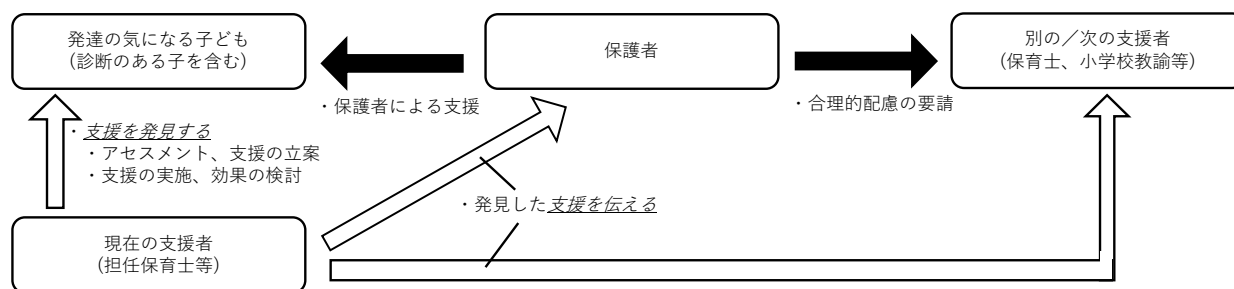 発達の気になる子ども
(診断のある子を含む)
保護者
別の／次の支援者
(保育士、小学校教諭等)
・保護者による支援
・合理的配慮の要請
・支援を発見する
・アセスメント、支援の立案
・支援の実施、効果の検討
・発見した支援を伝える
現在の支援者
(担任保育士等)